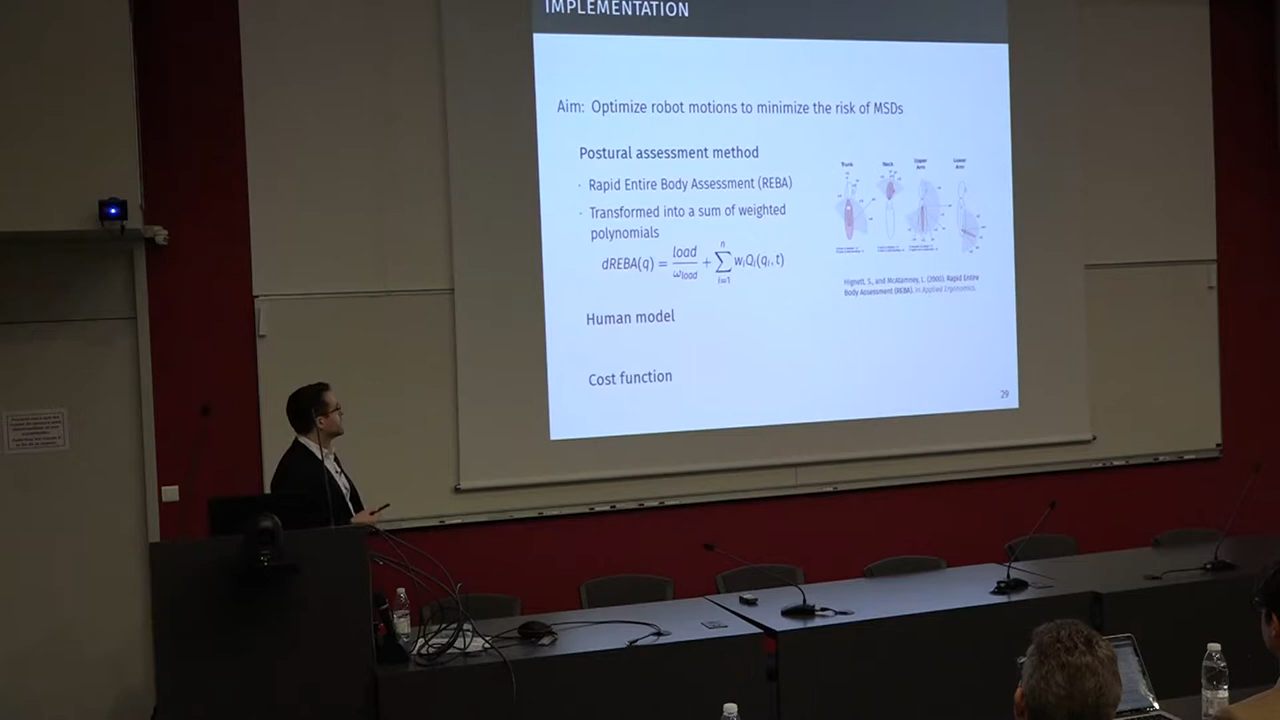 IMPLEMENTATION
Aim: Optimize robot motions to minimize the risk of MSDs
Postural assessment method
· Rapid Entire Body Assessment (REBA)
· Transformed into a sum of weighted
polynomials
dREBA(q) = load/ω_load + ∑_{i=1}^{n} w_i Q_i(q_i, t)
Trunk
Neck
Upper
Arm
Lower
Arm
Hignett, S., and McAtamney, L. (2000). Rapid Entire
Body Assessment (REBA). In Applied Ergonomics.
Human model
Cost function
29